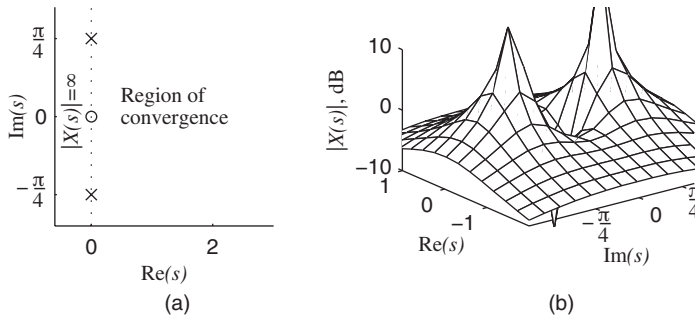 π/4
0
−π/4
Im(s)
|X(s)|=∞
Region of
convergence
0
2
Re(s)
(a)
10
0
−10
|X(s)|, dB
1
0
−1
Re(s)
−π/4
0
π/4
Im(s)
(b)